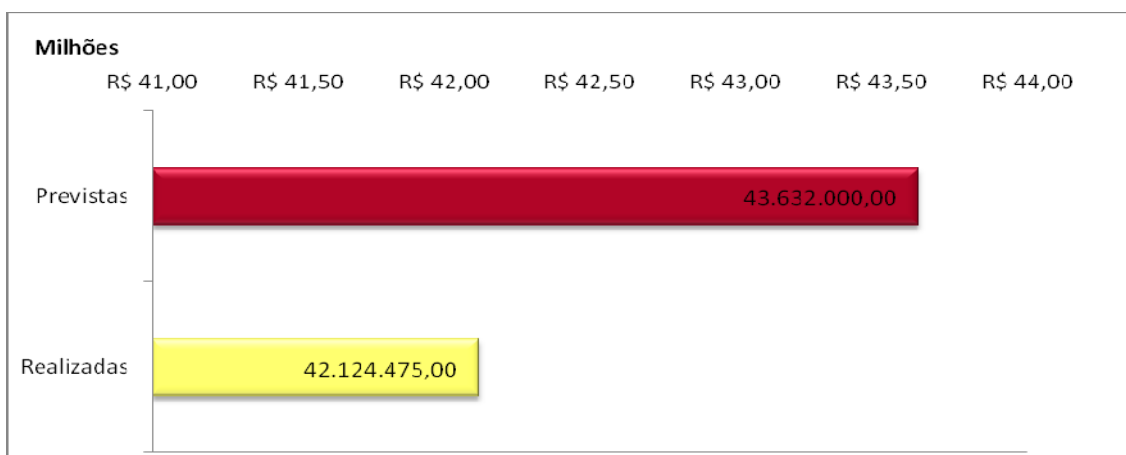 Milhões
R$ 41,00 R$ 41,50 R$ 42,00 R$ 42,50 R$ 43,00 R$ 43,50 R$ 44,00
Previstas 43.632.000,00
Realizadas 42.124.475,00